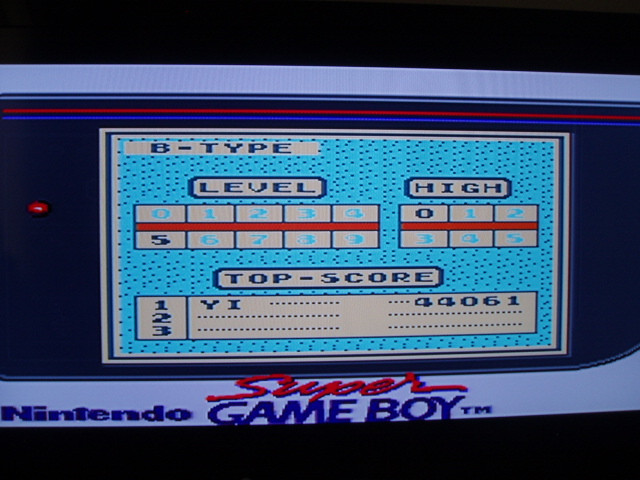 B-TYPE
LEVEL HIGH
0 1 2 3 4 0 1 2
5 6 7 8 9 3 4 5
TOP-SCORE
1 YI 44061
2
3
Super
Nintendo GAME BOY™